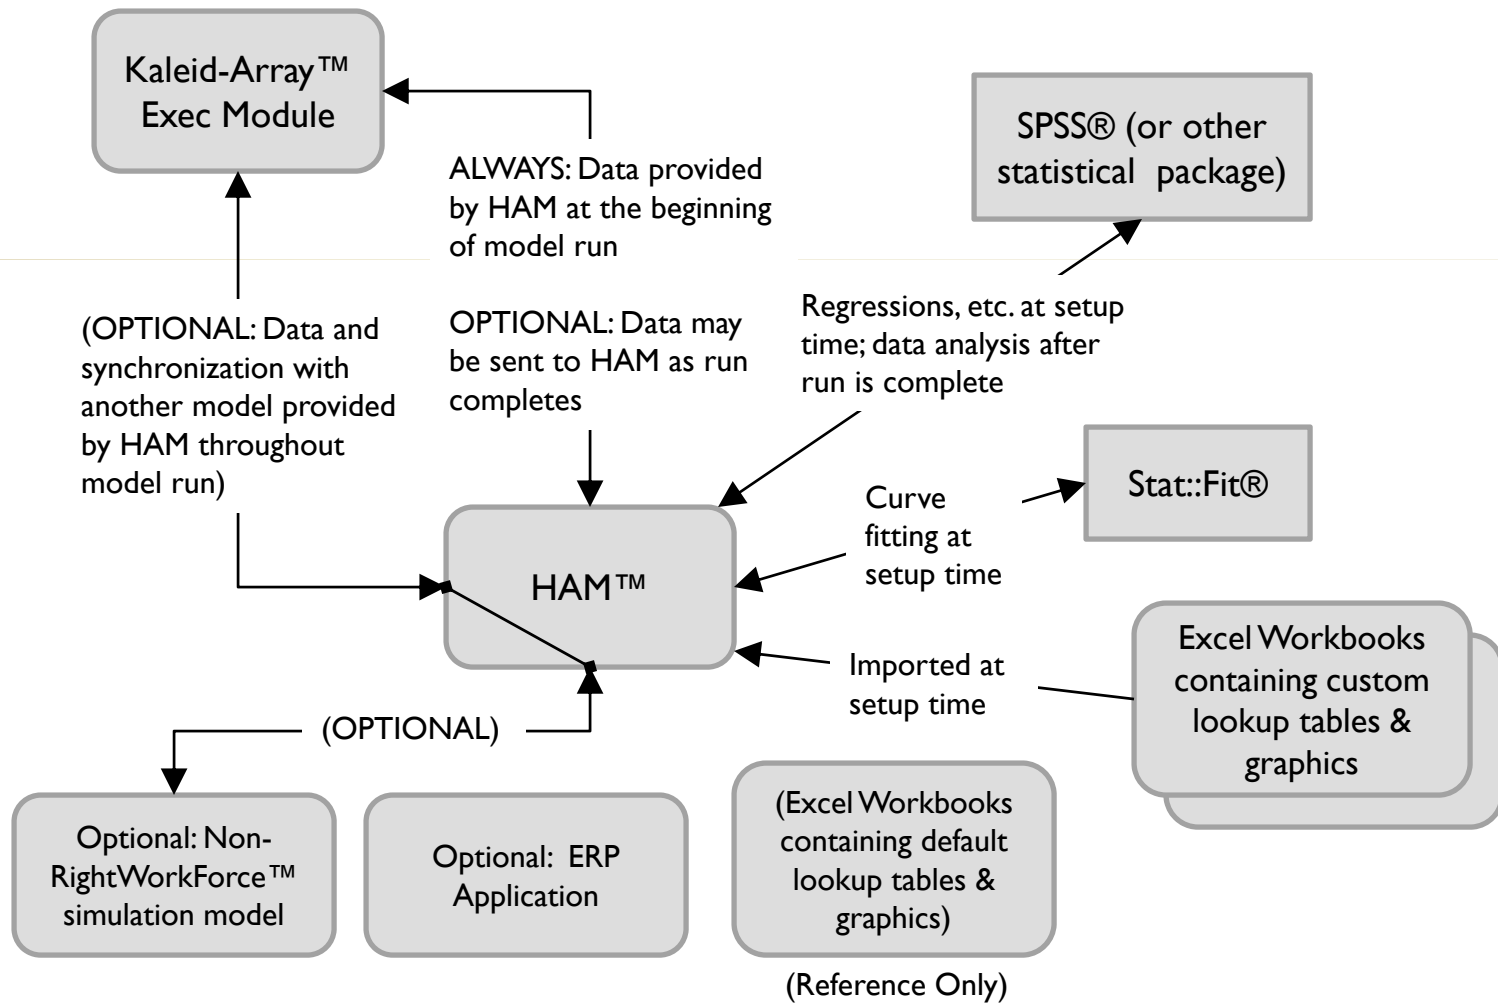 Kaleid-Array™
Exec Module
SPSS® (or other
statistical package)
ALWAYS: Data provided
by HAM at the beginning
of model run
(OPTIONAL: Data and
synchronization with
another model provided
by HAM throughout
model run)
OPTIONAL: Data may
be sent to HAM as run
completes
Regressions, etc. at setup
time; data analysis after
run is complete
Stat::Fit®
Curve
fitting at
setup time
HAM™
Imported at
setup time
Excel Workbooks
containing custom
lookup tables &
graphics
(OPTIONAL)
Optional: Non-
RightWorkForce™
simulation model
Optional: ERP
Application
(Excel Workbooks
containing default
lookup tables &
graphics)
(Reference Only)